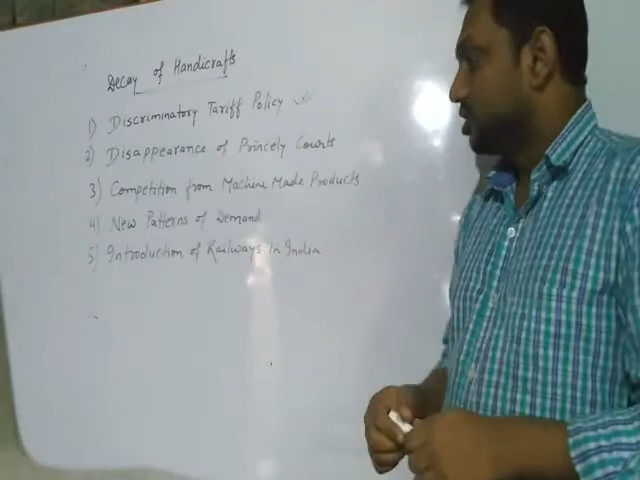 Decay of Handicrafts
1) Discriminatory Tariff Policy ✓
2) Disappearance of Princely Courts
3) Competition from Machine Made Products
4) New Patterns of Demand
5) Introduction of Railways in India